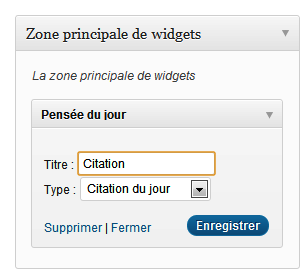 Zone principale de widgets
La zone principale de widgets
Pensée du jour
Titre : Citation
Type : Citation du jour
Supprimer | Fermer Enregistrer